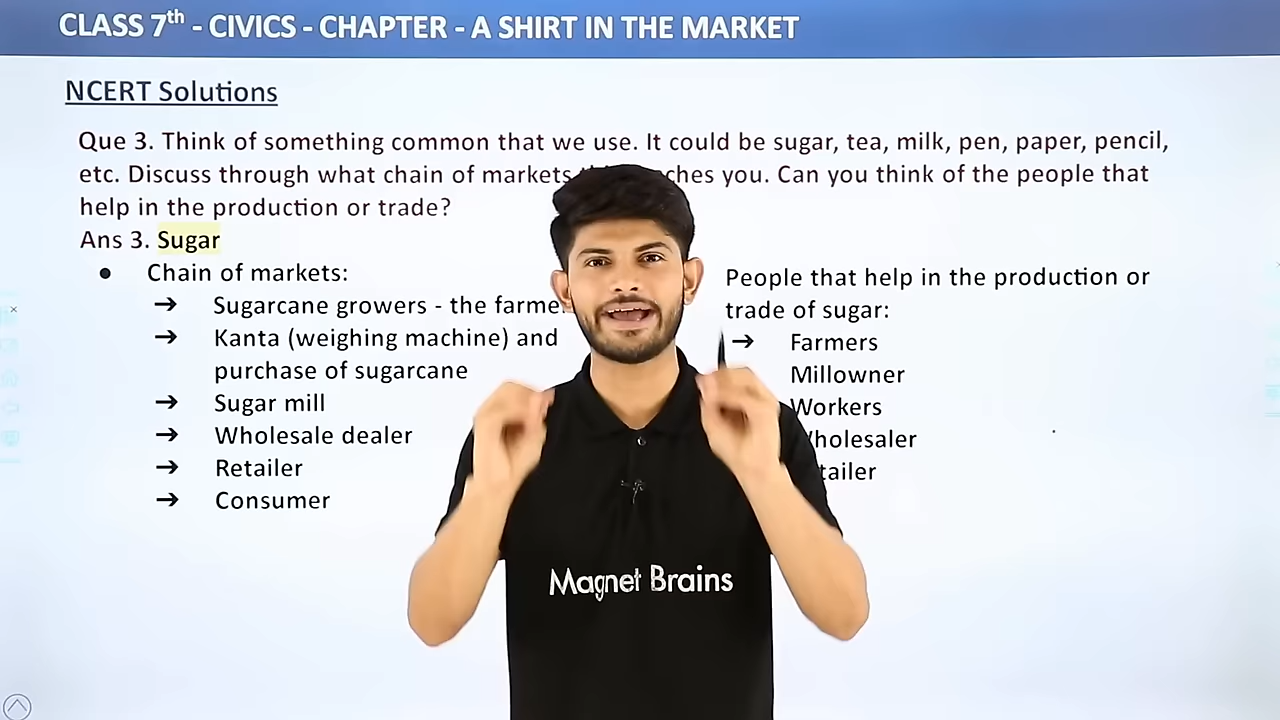 CLASS 7th - CIVICS - CHAPTER - A SHIRT IN THE MARKET
NCERT Solutions
Que 3. Think of something common that we use. It could be sugar, tea, milk, pen, paper, pencil,
etc. Discuss through what chain of markets you. Can you think of the people that
help in the production or trade?
Ans 3. Sugar
● Chain of markets:
➔ Sugarcane growers - the
➔ Kanta (weighing machine) and
purchase of sugarcane
➔ Sugar mill
➔ Wholesale dealer
➔ Retailer
➔ Consumer
People that help in the production or
trade of sugar:
➔ Farmers
Millowner
Workers
Magnet Brains